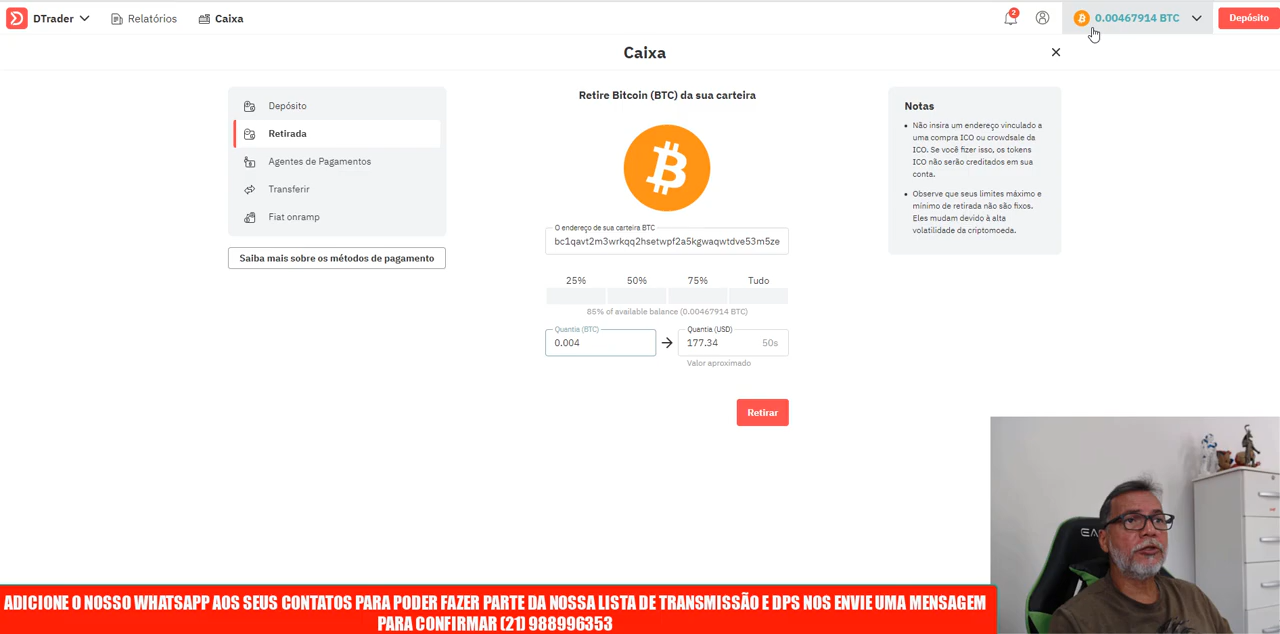 DTrader
Relatórios
Caixa
2
0.00467914 BTC
Depósito
Caixa
Depósito
Retirada
Agentes de Pagamentos
Transferir
Fiat onramp
Saiba mais sobre os métodos de pagamento
Retire Bitcoin (BTC) da sua carteira
O endereço de sua carteira BTC
bc1qavt2m3wrkqq2hsetwpf2a5kgwaqwtdve53m5ze
25% 50% 75% Tudo
85% of available balance (0.00467914 BTC)
Quantia (BTC)
0.004
Quantia (USD)
177.34 50s
Valor aproximado
Retirar
Notas
Não insira um endereço vinculado a
uma compra ICO ou crowdsale da
ICO. Se você fizer isso, os tokens
ICO não serão creditados em sua
conta.
Observe que seus limites máximo e
mínimo de retirada não são fixos.
Eles mudam devido à alta
volatilidade da criptomoeda.
ADICIONE O NOSSO WHATSAPP AOS SEUS CONTATOS PARA PODER FAZER PARTE DA NOSSA LISTA DE TRANSMISSÃO E DPS NOS ENVIE UMA MENSAGEM
PARA CONFIRMAR (21) 988996353